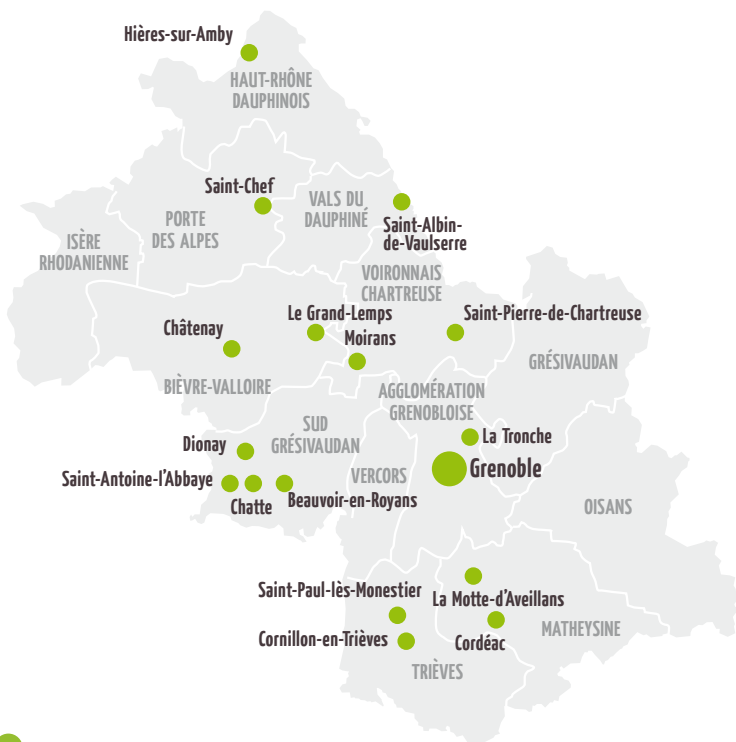 Hières-sur-Amby
HAUT-RHÔNE
DAUPHINOIS
Saint-Chef
VALS DU
DAUPHINÉ
PORTE
DES ALPES
Saint-Albin-
de-Vaulserre
ISÈRE
RHODANIENNE
VOIRONNAIS
CHARTREUSE
Le Grand-Lemps
Saint-Pierre-de-Chartreuse
Châtenay
Moirans
GRÉSIVAUDAN
BIÈVRE-VALLOIRE
AGGLOMÉRATION
GRENOBLOISE
SUD
GRÉSIVAUDAN
Dionay
La Tronche
Grenoble
Saint-Antoine-l'Abbaye
VERCORS
Chatte
Beauvoir-en-Royans
OISANS
Saint-Paul-lès-Monestier
La Motte-d'Aveillans
Cornillon-en-Trièves
Cordéac
MATHEYSINE
TRIÈVES